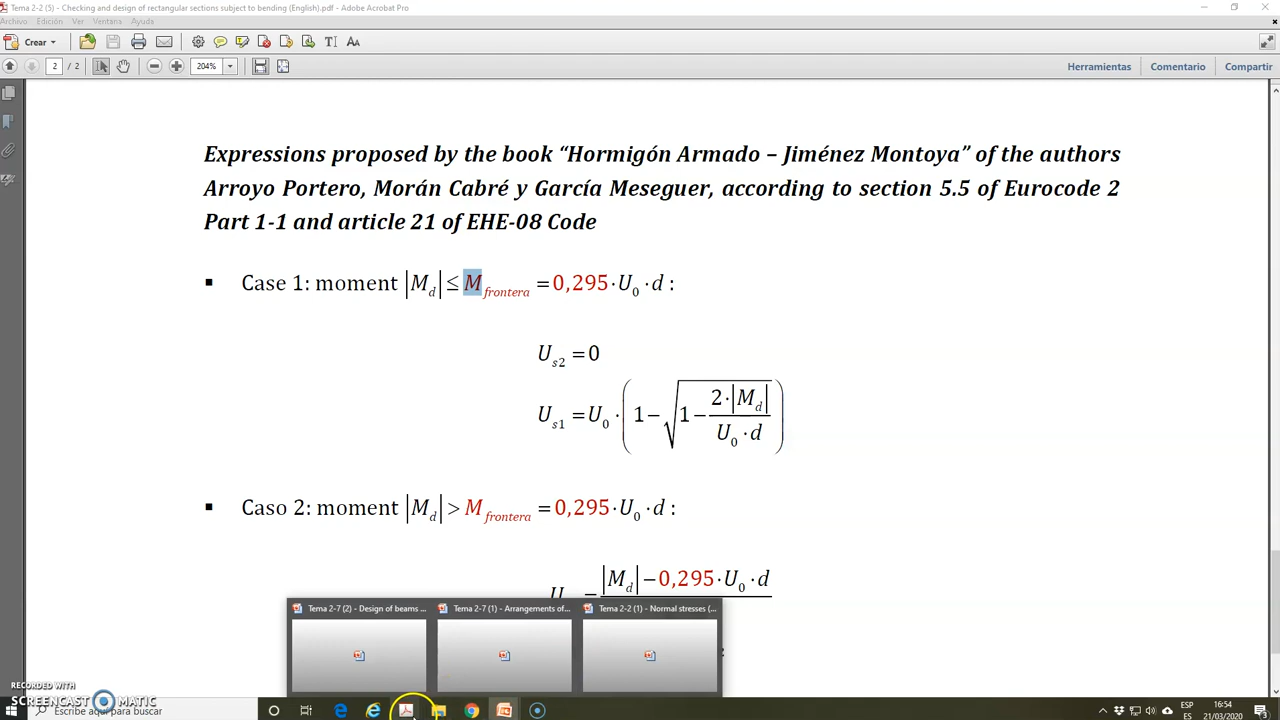 Tema 2-2 (5) - Checking and design of rectangular sections subject to bending (English).pdf - Adobe Acrobat Pro
Archivo Edición Ver Ventana Ayuda
Crear
2 / 2 204% Herramientas Comentario Compartir
Expressions proposed by the book “Hormigón Armado – Jiménez Montoya” of the authors
Arroyo Portero, Morán Cabré y García Meseguer, according to section 5.5 of Eurocode 2
Part 1-1 and article 21 of EHE-08 Code
▪ Case 1: moment |M_d| ≤ M_frontera = 0,295·U_0·d :
U_s2 = 0
U_s1 = U_0·(1−√(1−(2·|M_d|)/(U_0·d)))
▪ Caso 2: moment |M_d| > M_frontera = 0,295·U_0·d :
|M_d|−0,295·U_0·d
Tema 2-7 (2) - Design of beams ... Tema 2-7 (1) - Arrangements of... Tema 2-2 (1) - Normal stresses (...
RECORDED WITH
SCREENCAST MATIC
Escribe aquí para buscar
ESP
16:54
21/03/2020